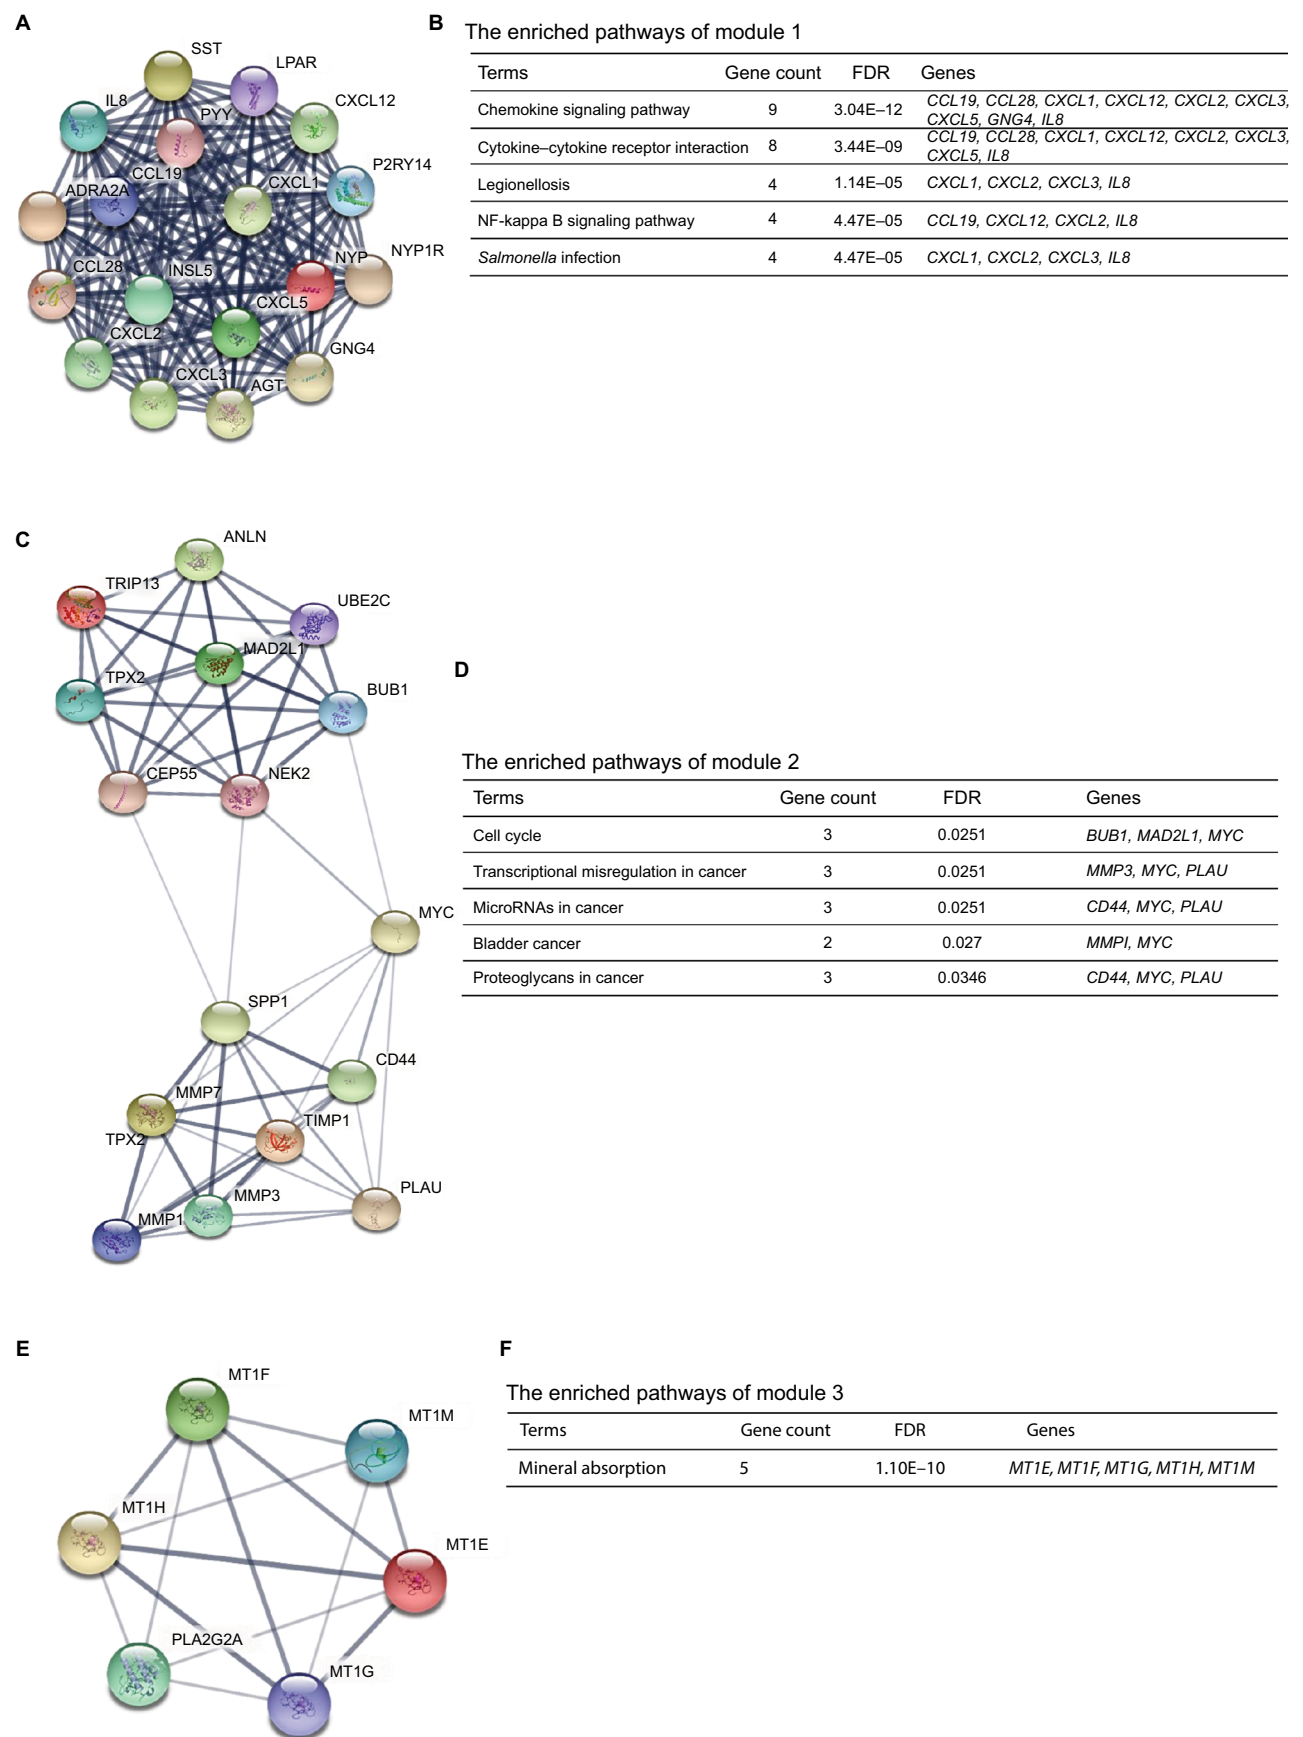 A
SST
LPAR
IL8
PYY
CXCL12
CCL19
P2RY14
ADRA2A
CXCL1
NYP
NYP1R
CCL28
INSL5
CXCL5
CXCL2
GNG4
CXCL3
AGT
B
The enriched pathways of module 1
Terms Gene count FDR Genes
Chemokine signaling pathway 9 3.04E–12 CCL19, CCL28, CXCL1, CXCL12, CXCL2, CXCL3,
CXCL5, GNG4, IL8
Cytokine–cytokine receptor interaction 8 3.44E–09 CCL19, CCL28, CXCL1, CXCL12, CXCL2, CXCL3,
CXCL5, IL8
Legionellosis 4 1.14E–05 CXCL1, CXCL2, CXCL3, IL8
NF-kappa B signaling pathway 4 4.47E–05 CCL19, CXCL12, CXCL2, IL8
Salmonella infection 4 4.47E–05 CXCL1, CXCL2, CXCL3, IL8
C
ANLN
TRIP13
UBE2C
MAD2L1
TPX2
BUB1
CEP55
NEK2
MYC
SPP1
CD44
MMP7
TIMP1
TPX2
PLAU
MMP3
MMP1
D
The enriched pathways of module 2
Terms Gene count FDR Genes
Cell cycle 3 0.0251 BUB1, MAD2L1, MYC
Transcriptional misregulation in cancer 3 0.0251 MMP3, MYC, PLAU
MicroRNAs in cancer 3 0.0251 CD44, MYC, PLAU
Bladder cancer 2 0.027 MMPI, MYC
Proteoglycans in cancer 3 0.0346 CD44, MYC, PLAU
E
MT1F
MT1M
MT1H
MT1E
PLA2G2A
MT1G
F
The enriched pathways of module 3
Terms Gene count FDR Genes
Mineral absorption 5 1.10E–10 MT1E, MT1F, MT1G, MT1H, MT1M